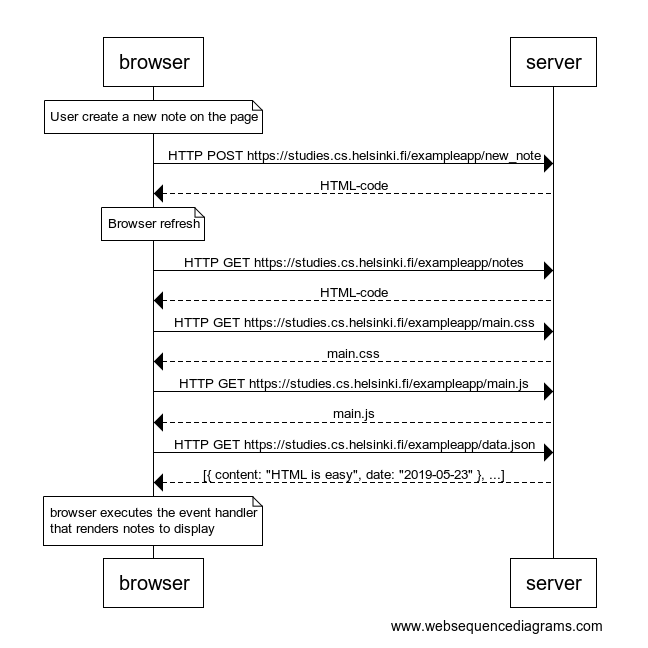 browser
server
User create a new note on the page
HTTP POST https://studies.cs.helsinki.fi/exampleapp/new_note
HTML-code
Browser refresh
HTTP GET https://studies.cs.helsinki.fi/exampleapp/notes
HTML-code
HTTP GET https://studies.cs.helsinki.fi/exampleapp/main.css
main.css
HTTP GET https://studies.cs.helsinki.fi/exampleapp/main.js
main.js
HTTP GET https://studies.cs.helsinki.fi/exampleapp/data.json
[{ content: "HTML is easy", date: "2019-05-23" }, ...]
browser executes the event handler
that renders notes to display
browser
server
www.websequencediagrams.com